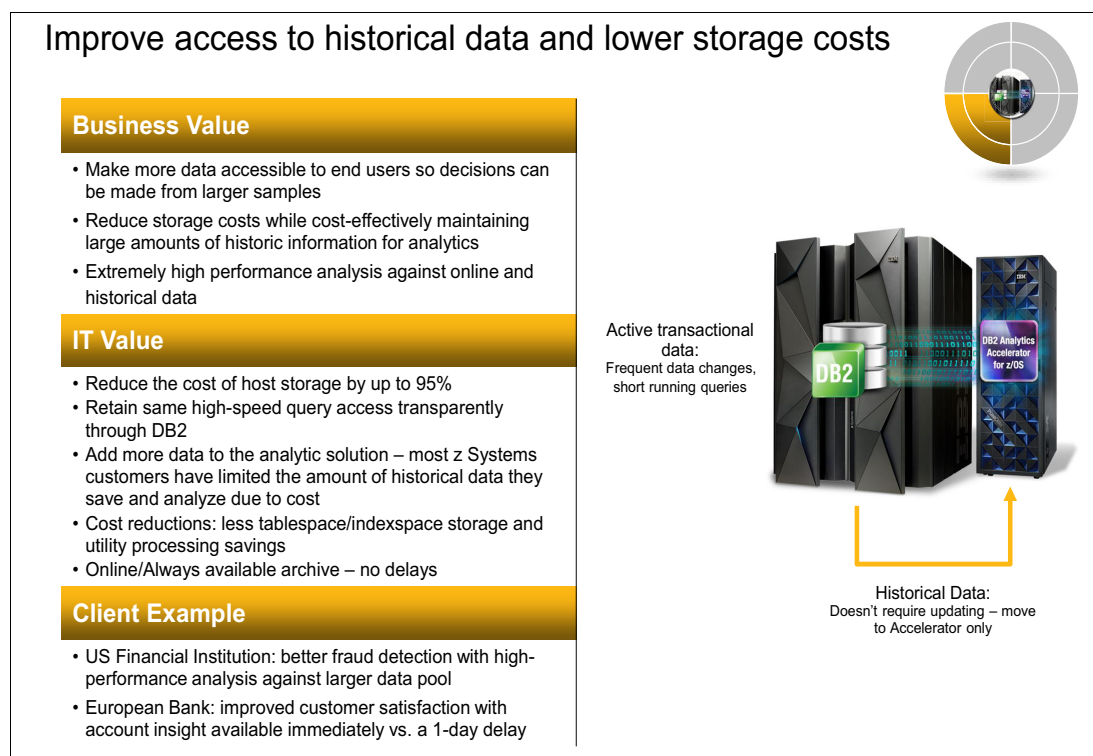 Improve access to historical data and lower storage costs
Business Value
• Make more data accessible to end users so decisions can
be made from larger samples
• Reduce storage costs while cost-effectively maintaining
large amounts of historic information for analytics
• Extremely high performance analysis against online and
historical data
IT Value
• Reduce the cost of host storage by up to 95%
• Retain same high-speed query access transparently
through DB2
• Add more data to the analytic solution – most z Systems
customers have limited the amount of historical data they
save and analyze due to cost
• Cost reductions: less tablespace/indexspace storage and
utility processing savings
• Online/Always available archive – no delays
Client Example
• US Financial Institution: better fraud detection with high-
performance analysis against larger data pool
• European Bank: improved customer satisfaction with
account insight available immediately vs. a 1-day delay
Active transactional
data:
Frequent data changes,
short running queries
DB2
IBM
DB2 Analytics
Accelerator
for z/OS
Historical Data:
Doesn't require updating – move
to Accelerator only